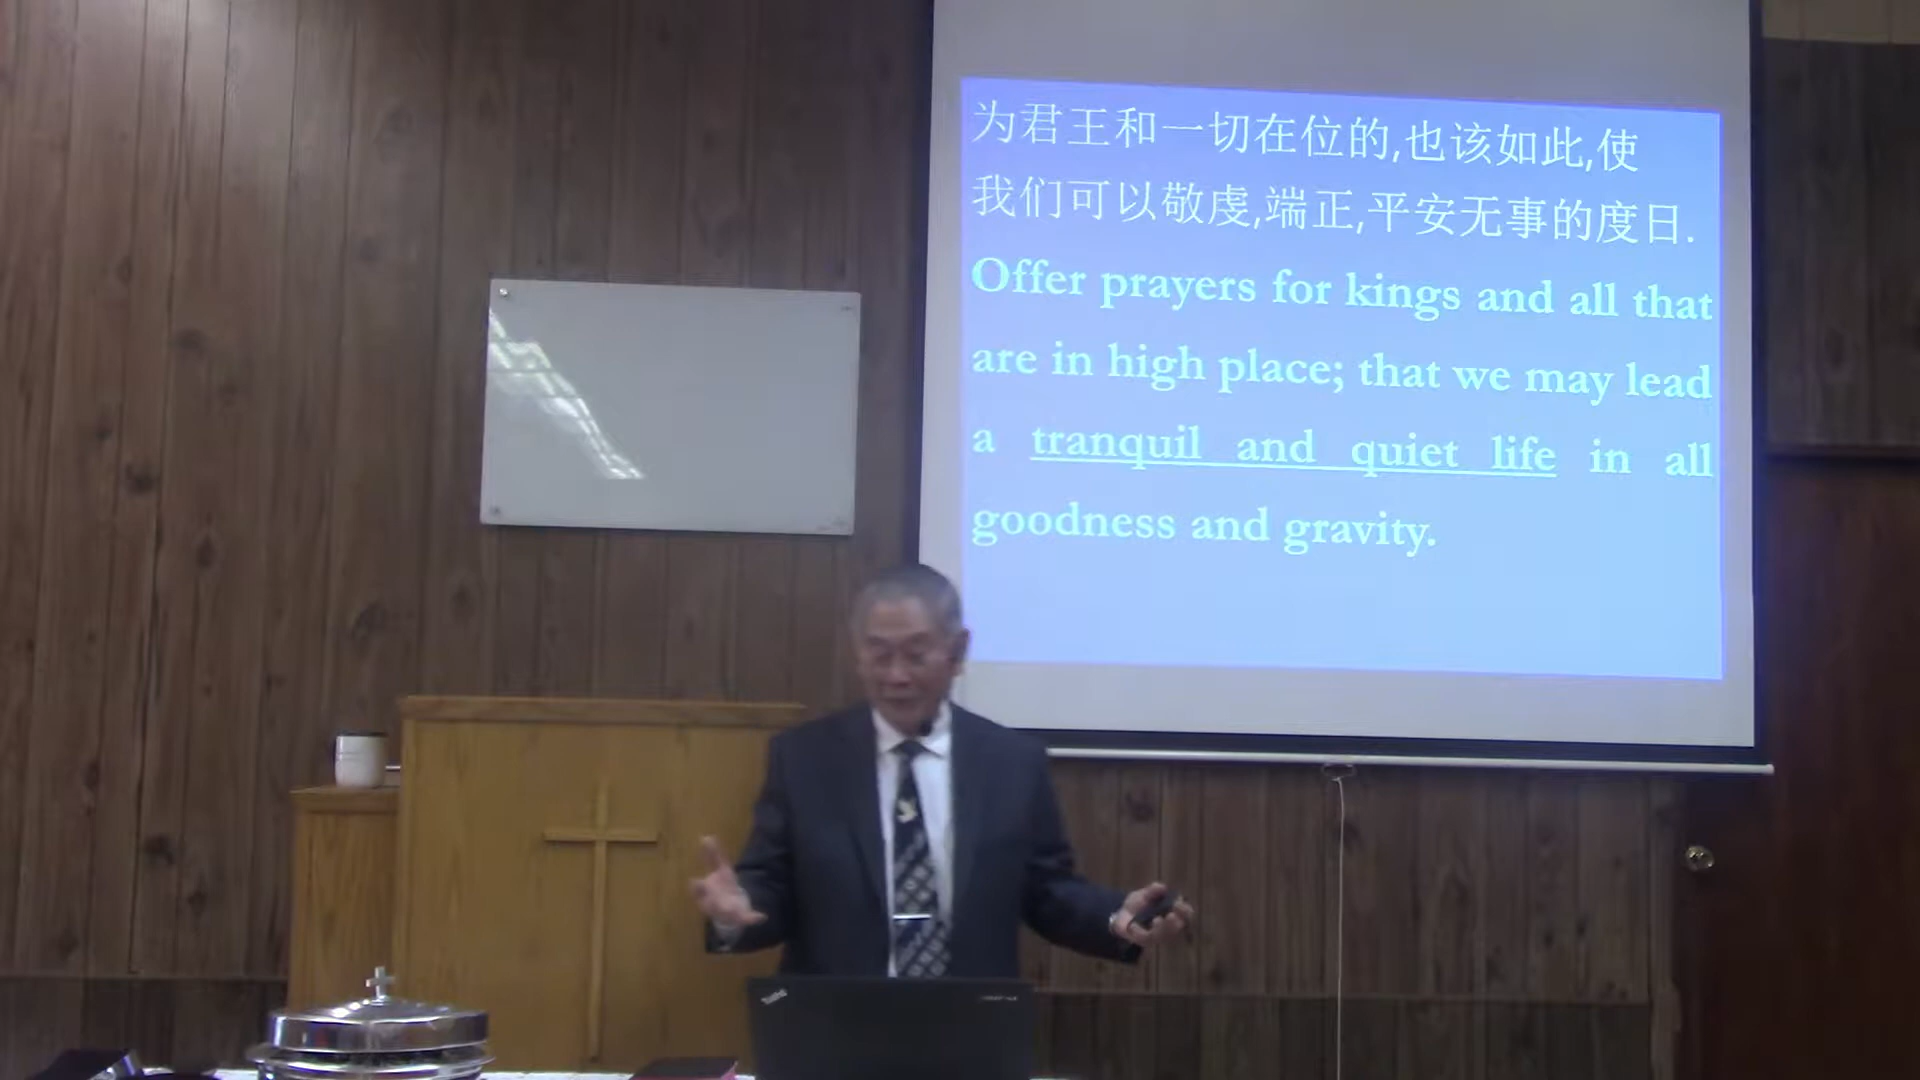 为君王和一切在位的,也该如此,使
我们可以敬虔,端正,平安无事的度日.
Offer prayers for kings and all that
are in high place; that we may lead
a tranquil and quiet life in all
goodness and gravity.